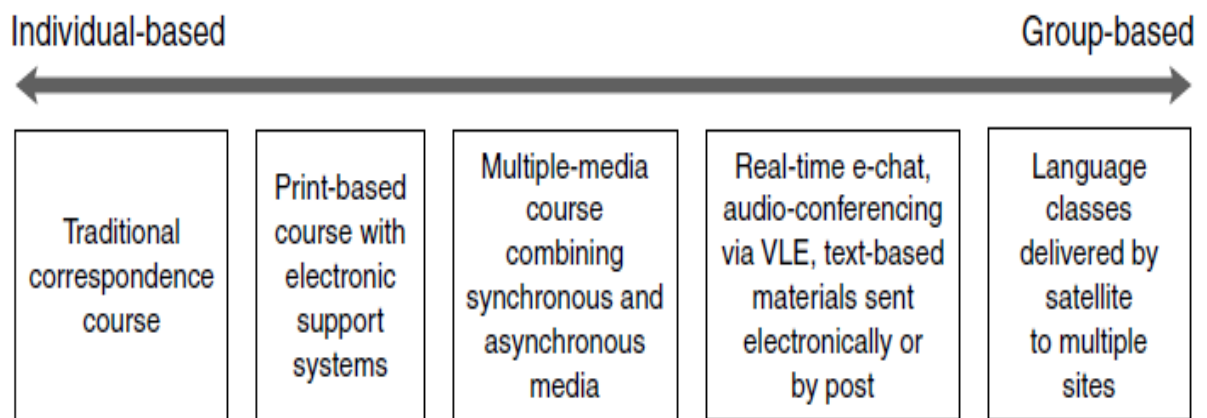 Individual-based
Group-based
Traditional
correspondence
course
Print-based
course with
electronic
support
systems
Multiple-media
course
combining
synchronous and
asynchronous
media
Real-time e-chat,
audio-conferencing
via VLE, text-based
materials sent
electronically or
by post
Language
classes
delivered by
satellite
to multiple
sites